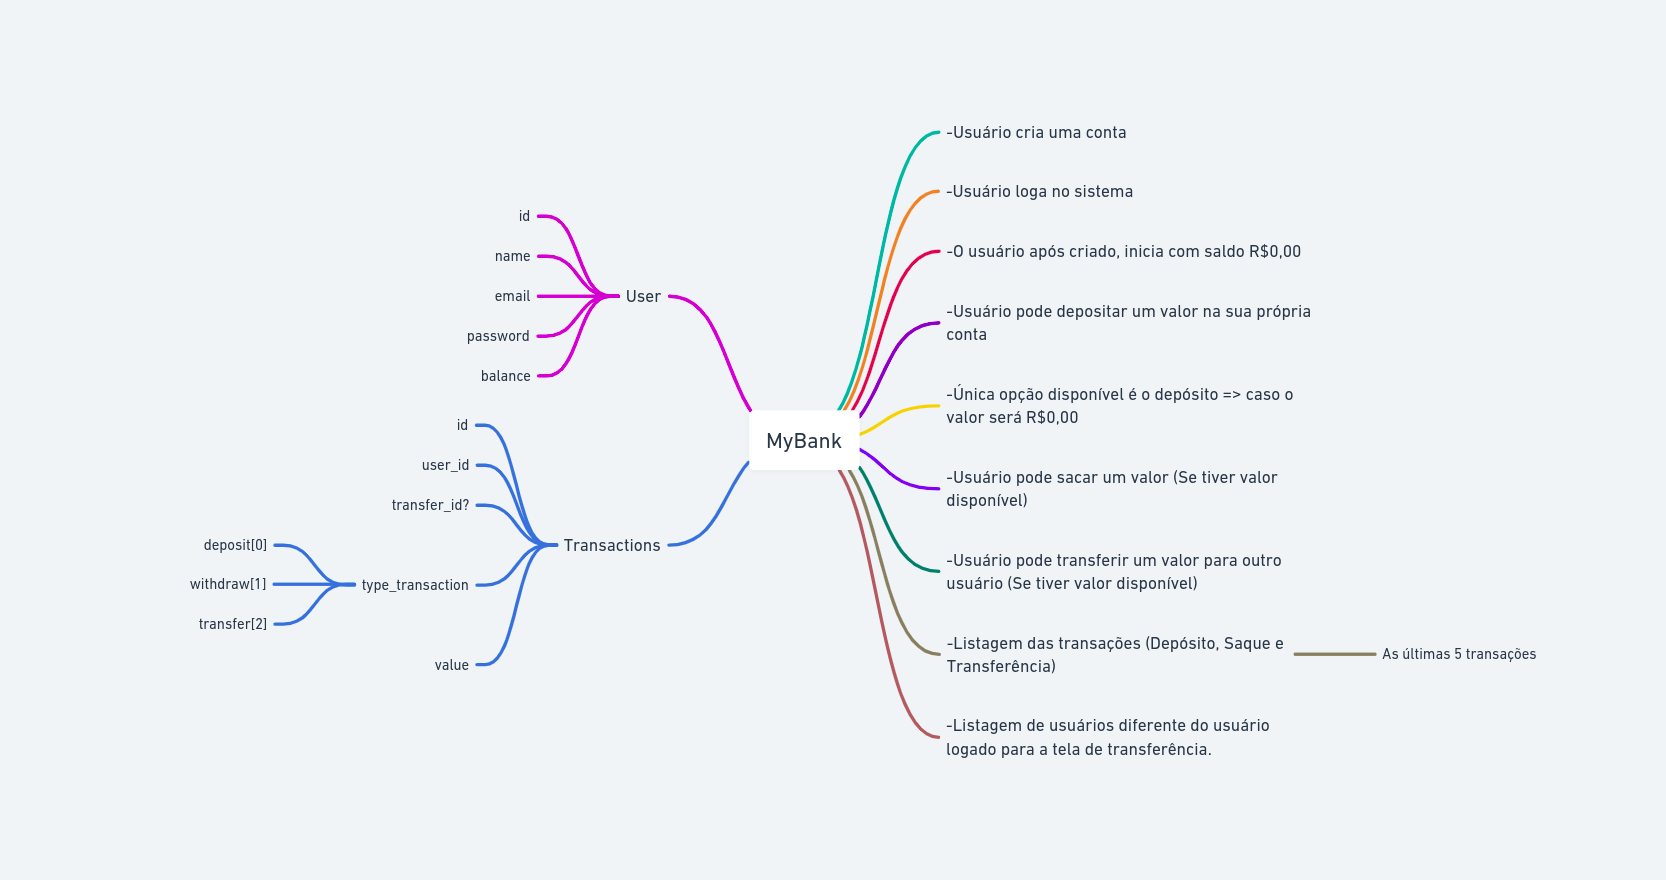 MyBank
User
id
name
email
password
balance
Transactions
id
user_id
transfer_id?
type_transaction
deposit[0]
withdraw[1]
transfer[2]
value
-Usuário cria uma conta
-Usuário loga no sistema
-O usuário após criado, inicia com saldo R$0,00
-Usuário pode depositar um valor na sua própria
conta
-Única opção disponível é o depósito => caso o
valor será R$0,00
-Usuário pode sacar um valor (Se tiver valor
disponível)
-Usuário pode transferir um valor para outro
usuário (Se tiver valor disponível)
-Listagem das transações (Depósito, Saque e
Transferência)
As últimas 5 transações
-Listagem de usuários diferente do usuário
logado para a tela de transferência.